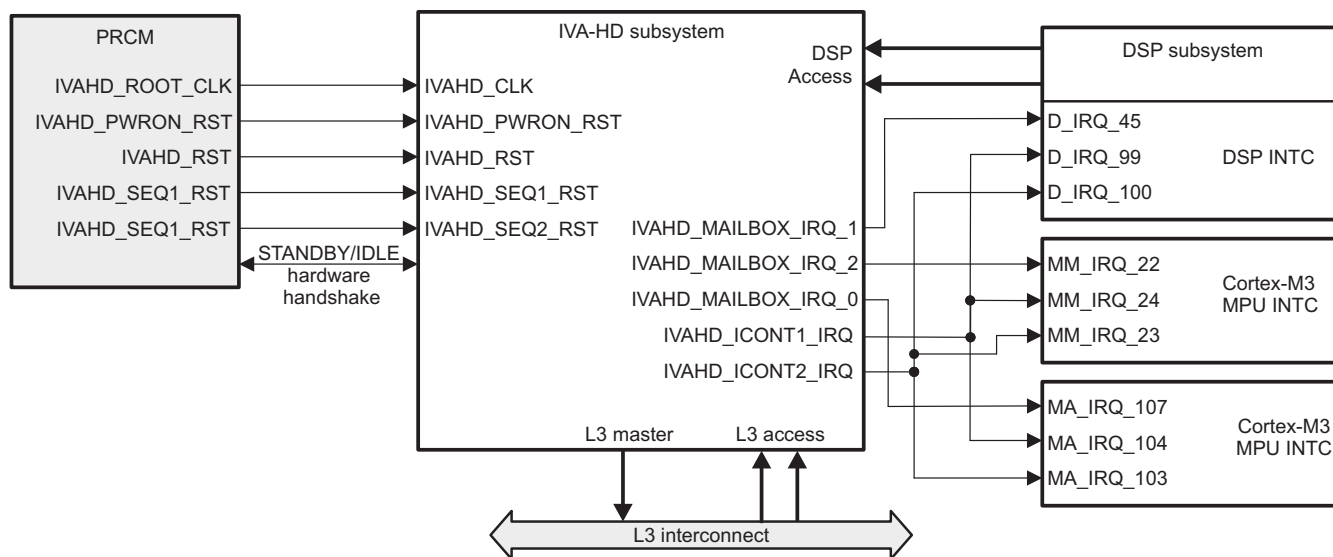 PRCM
IVAHD_ROOT_CLK
IVAHD_PWRON_RST
IVAHD_RST
IVAHD_SEQ1_RST
IVAHD_SEQ1_RST
STANDBY/IDLE
hardware
handshake
IVA-HD subsystem
IVAHD_CLK
IVAHD_PWRON_RST
IVAHD_RST
IVAHD_SEQ1_RST
IVAHD_SEQ2_RST
DSP
Access
IVAHD_MAILBOX_IRQ_1
IVAHD_MAILBOX_IRQ_2
IVAHD_MAILBOX_IRQ_0
IVAHD_ICONT1_IRQ
IVAHD_ICONT2_IRQ
L3 master
L3 access
DSP subsystem
D_IRQ_45
D_IRQ_99
D_IRQ_100
DSP INTC
MM_IRQ_22
MM_IRQ_24
MM_IRQ_23
Cortex-M3
MPU INTC
MA_IRQ_107
MA_IRQ_104
MA_IRQ_103
Cortex-M3
MPU INTC
L3 interconnect